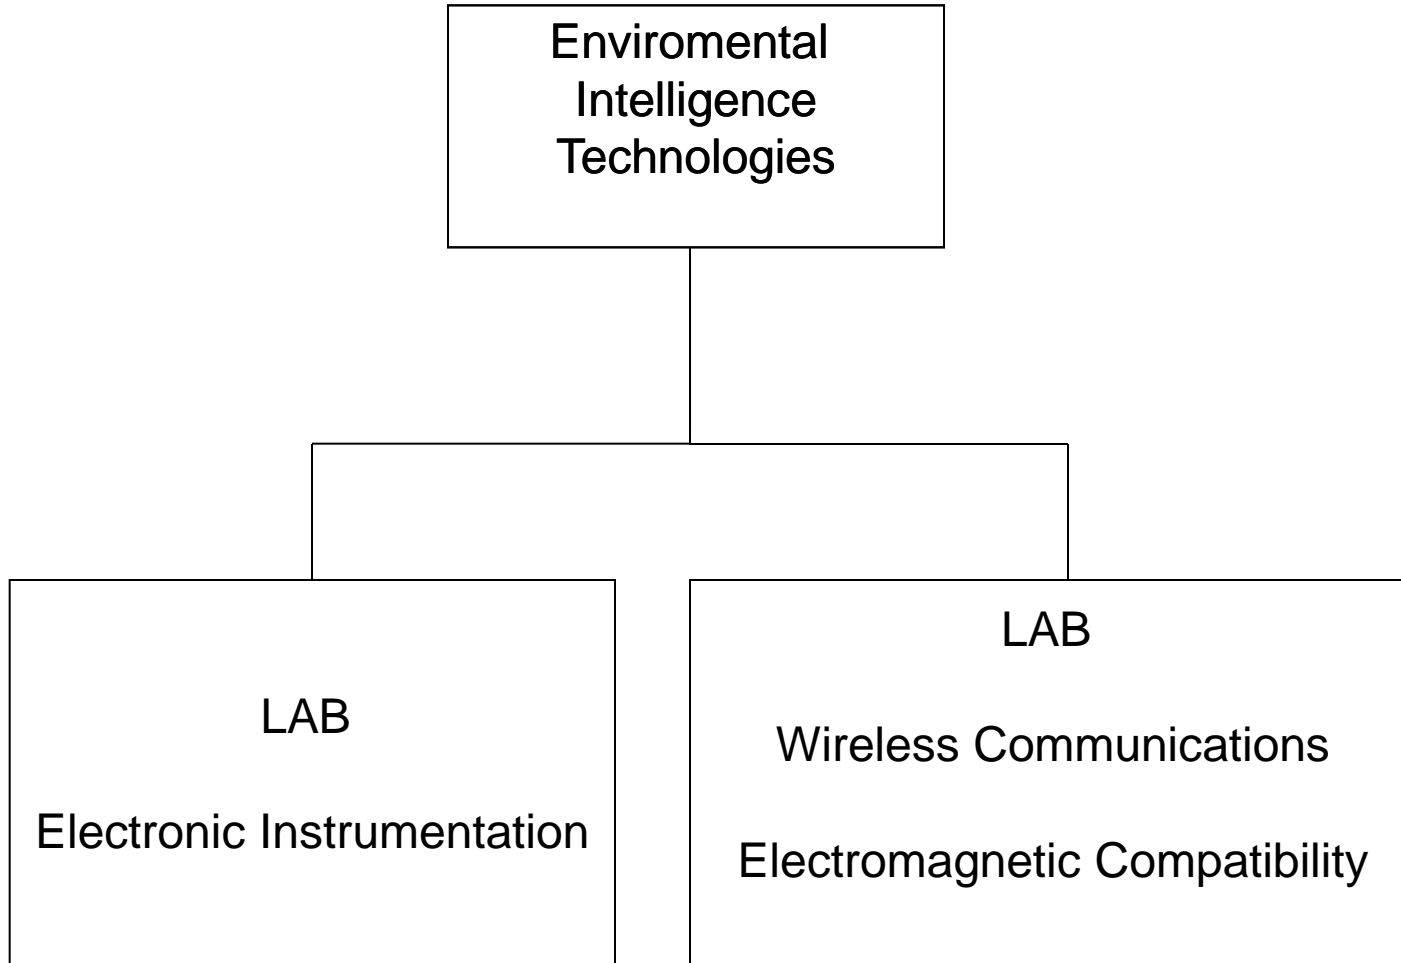 Enviromental
Intelligence
Technologies
LAB
Electronic Instrumentation
LAB
Wireless Communications
Electromagnetic Compatibility